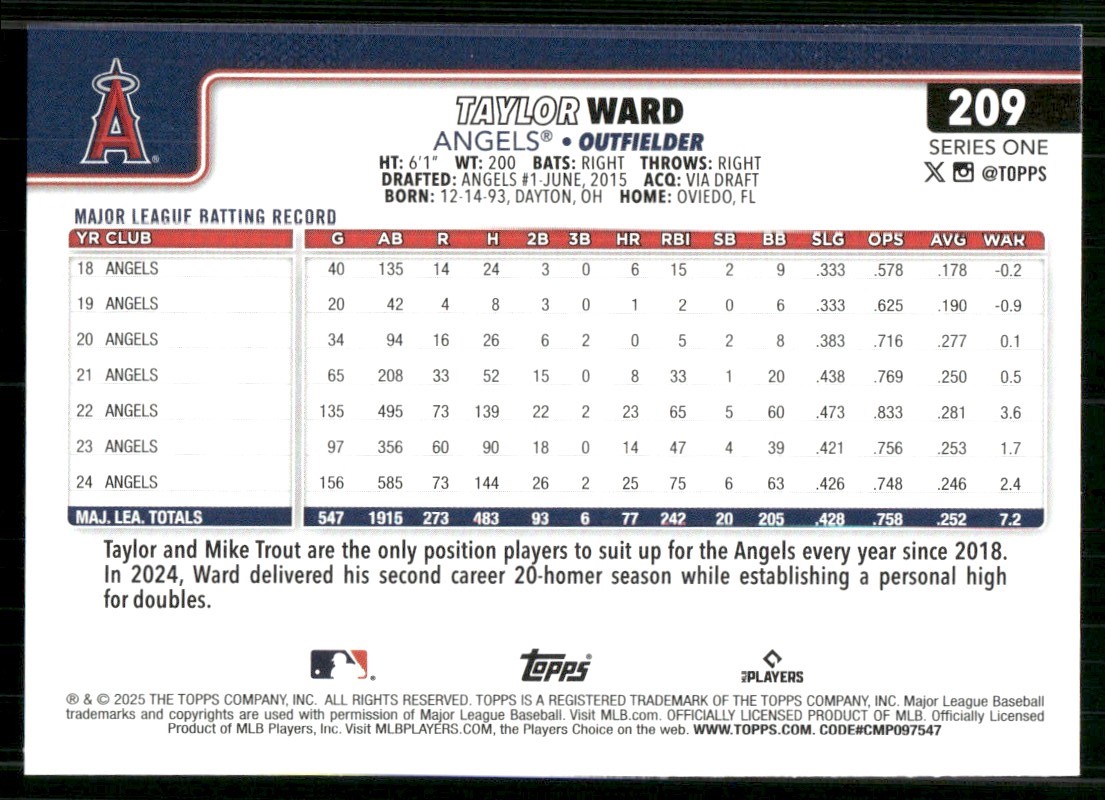 A®
TAYLOR WARD
209
ANGELS® • OUTFIELDER
SERIES ONE
HT: 6'1" WT: 200 BATS: RIGHT THROWS: RIGHT
X @TOPPS
DRAFTED: ANGELS #1-JUNE, 2015 ACQ: VIA DRAFT
BORN: 12-14-93, DAYTON, OH HOME: OVIEDO, FL
MAJOR LEAGUE BATTING RECORD
YR CLUB G AB R H 2B 3B HR RBI SB BB SLG OPS AVG WAR
18 ANGELS 40 135 14 24 3 0 6 15 2 9 .333 .578 .178 -0.2
19 ANGELS 20 42 4 8 3 0 1 2 0 6 .333 .625 .190 -0.9
20 ANGELS 34 94 16 26 6 2 0 5 2 8 .383 .716 .277 0.1
21 ANGELS 65 208 33 52 15 0 8 33 1 20 .438 .769 .250 0.5
22 ANGELS 135 495 73 139 22 2 23 65 5 60 .473 .833 .281 3.6
23 ANGELS 97 356 60 90 18 0 14 47 4 39 .421 .756 .253 1.7
24 ANGELS 156 585 73 144 26 2 25 75 6 63 .426 .748 .246 2.4
MAJ. LEA. TOTALS 547 1915 273 483 93 6 77 242 20 205 .428 .758 .252 7.2
Taylor and Mike Trout are the only position players to suit up for the Angels every year since 2018.
In 2024, Ward delivered his second career 20-homer season while establishing a personal high
for doubles.
topps® PLAYERS
® & © 2025 THE TOPPS COMPANY, INC. ALL RIGHTS RESERVED. TOPPS IS A REGISTERED TRADEMARK OF THE TOPPS COMPANY, INC. Major League Baseball
trademarks and copyrights are used with permission of Major League Baseball. Visit MLB.com. OFFICIALLY LICENSED PRODUCT OF MLB. Officially Licensed
Product of MLB Players, Inc. Visit MLBPLAYERS.COM, the Players Choice on the web. WWW.TOPPS.COM. CODE#CMP097547